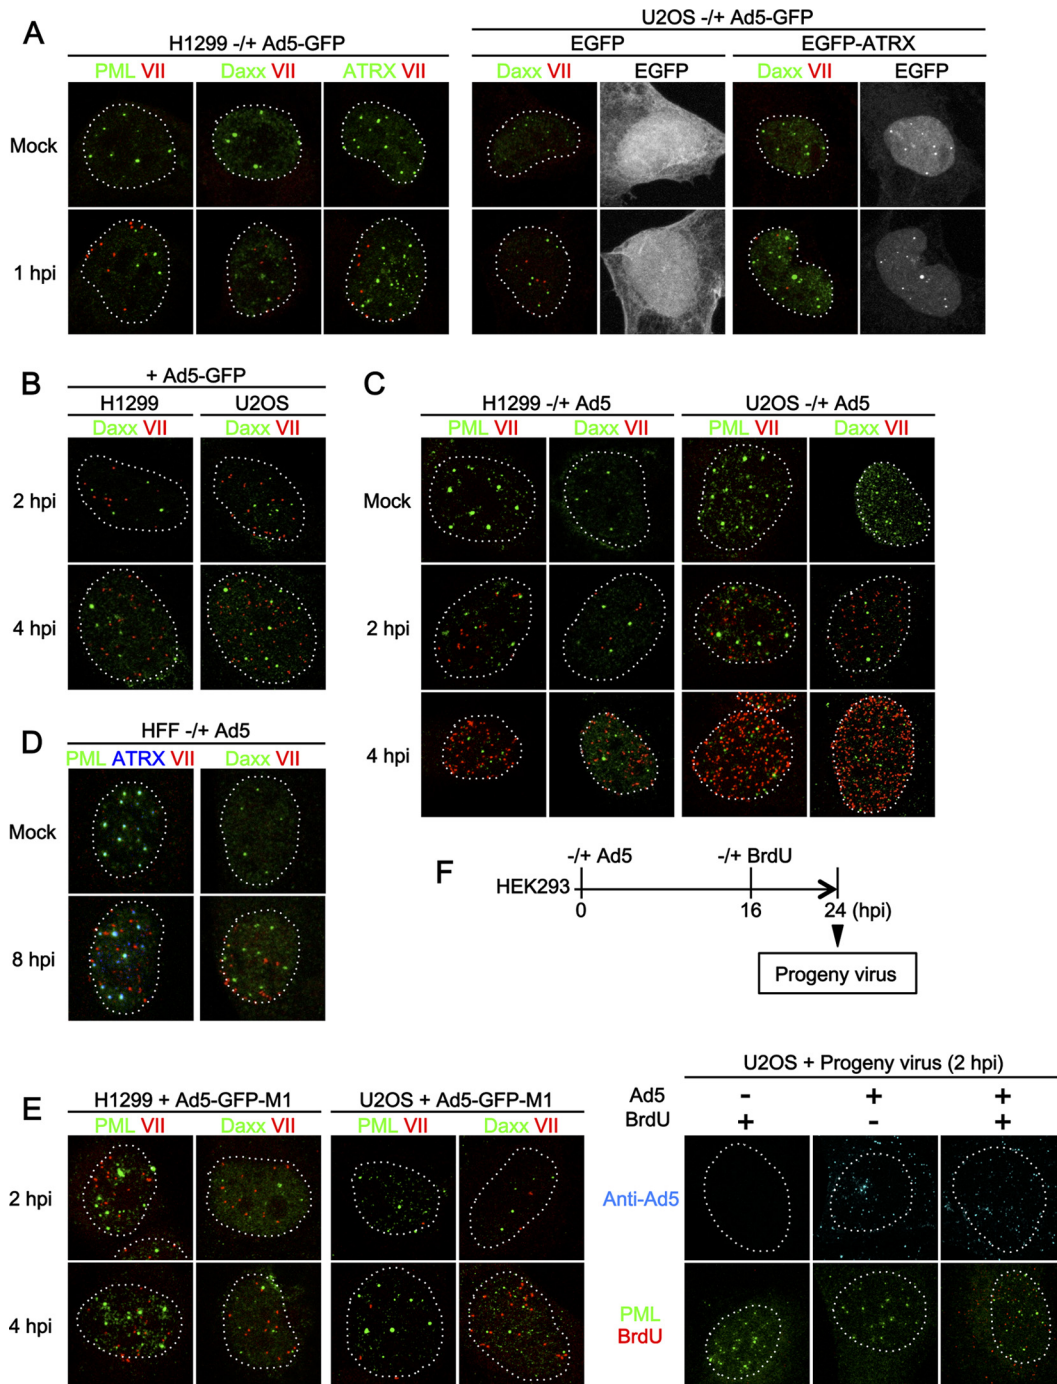 A
H1299 -/+ Ad5-GFP
PML VII
Daxx VII
ATRX VII
U2OS -/+ Ad5-GFP
EGFP
EGFP-ATRX
Daxx VII
EGFP
Daxx VII
EGFP
Mock
1 hpi
B
+ Ad5-GFP
H1299
U2OS
Daxx VII
Daxx VII
2 hpi
4 hpi
C
H1299 -/+ Ad5
U2OS -/+ Ad5
PML VII
Daxx VII
PML VII
Daxx VII
Mock
2 hpi
4 hpi
D
HFF -/+ Ad5
PML ATRX VII
Daxx VII
Mock
8 hpi
F
-/+ Ad5
-/+ BrdU
HEK293
0
16
24 (hpi)
Progeny virus
E
H1299 + Ad5-GFP-M1
U2OS + Ad5-GFP-M1
PML VII
Daxx VII
PML VII
Daxx VII
2 hpi
4 hpi
U2OS + Progeny virus (2 hpi)
Ad5 - + +
BrdU + - +
Anti-Ad5
PML
BrdU